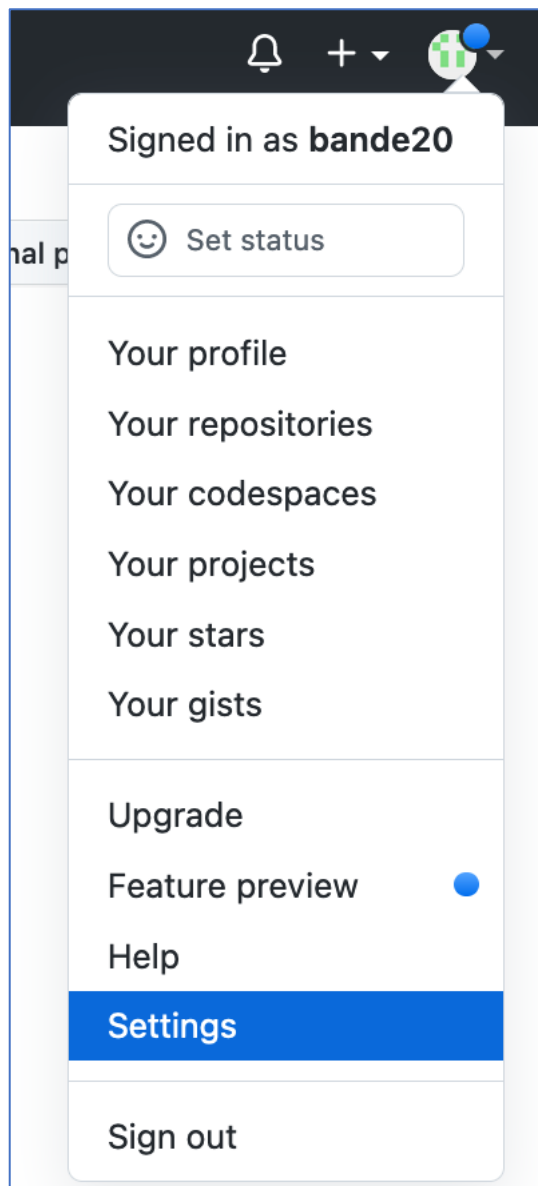 Signed in as bande20
Set status
nal p
Your profile
Your repositories
Your codespaces
Your projects
Your stars
Your gists
Upgrade
Feature preview
Help
Settings
Sign out